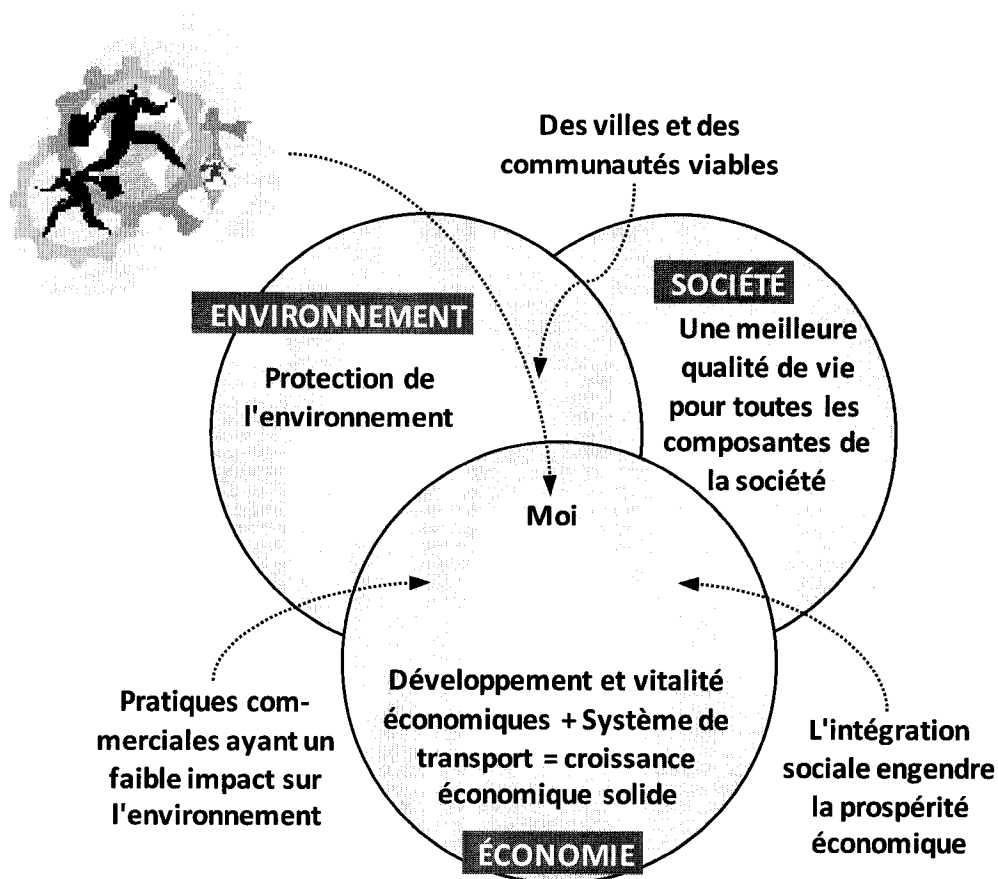 Des villes et des
communautés viables
SOCIÉTÉ
ENVIRONNEMENT
Une meilleure
qualité de vie
pour toutes les
composantes de
la société
Protection de
l'environnement
Moi
Développement et vitalité
économiques + Système de
transport = croissance
économique solide
Pratiques com-
merciales ayant un
faible impact sur
l'environnement
L'intégration
sociale engendre
la prospérité
économique
ÉCONOMIE